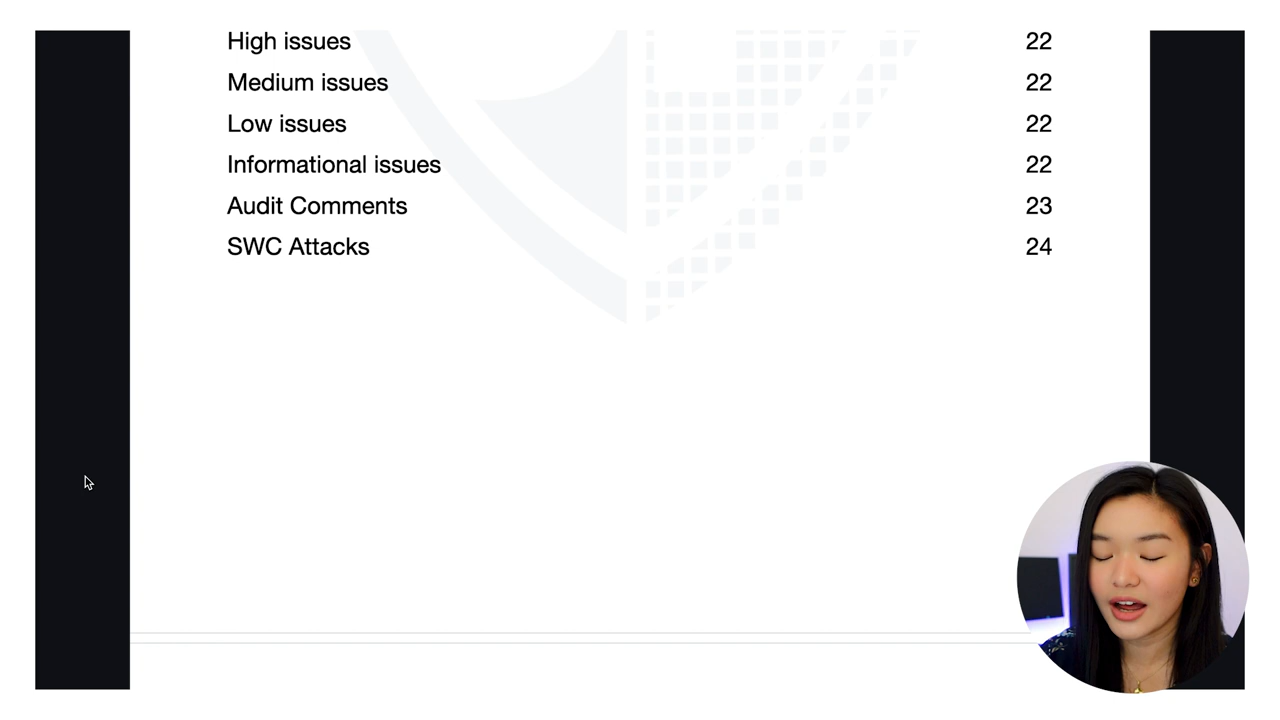 High issues 22
Medium issues 22
Low issues 22
Informational issues 22
Audit Comments 23
SWC Attacks 24